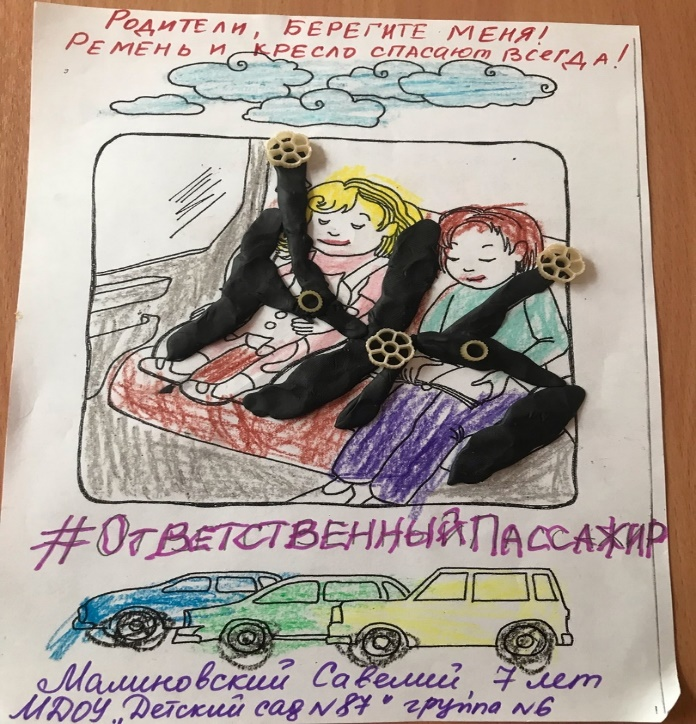 Родители, берегите меня!
Ремень и кресло спасают всегда!
#ОтветственныйПассажир
Малиновский Савелий, 7 лет
МДОУ „Детский сад №87" группа №6